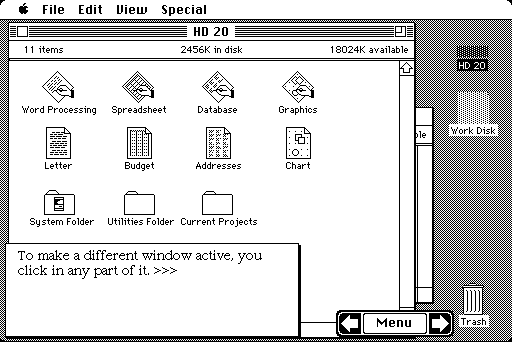 File Edit View Special
HD 20
11 items 2456K in disk 18024K available
HD 20
Word Processing Spreadsheet Database Graphics
Work Disk
ble
Letter Budget Addresses Chart
System Folder Utilities Folder Current Projects
To make a different window active, you
click in any part of it. >>>
Menu
Trash